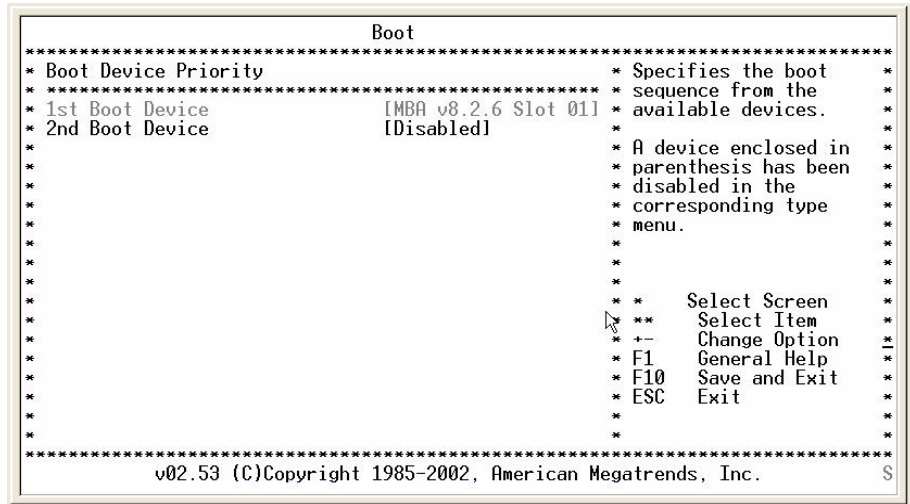 Boot
********************************************************************************
* Boot Device Priority * Specifies the boot *
* *************************************************** * sequence from the *
* 1st Boot Device [MBA v8.2.6 Slot 01] * available devices. *
* 2nd Boot Device [Disabled] * *
* * A device enclosed in *
* * parenthesis has been *
* * disabled in the *
* * corresponding type *
* * menu. *
* * *
* * *
* * *
* * * Select Screen *
* * ** Select Item *
* * +- Change Option *
* * F1 General Help *
* * F10 Save and Exit *
* * ESC Exit *
* * *
* * *
********************************************************************************
v02.53 (C)Copyright 1985-2002, American Megatrends, Inc. S